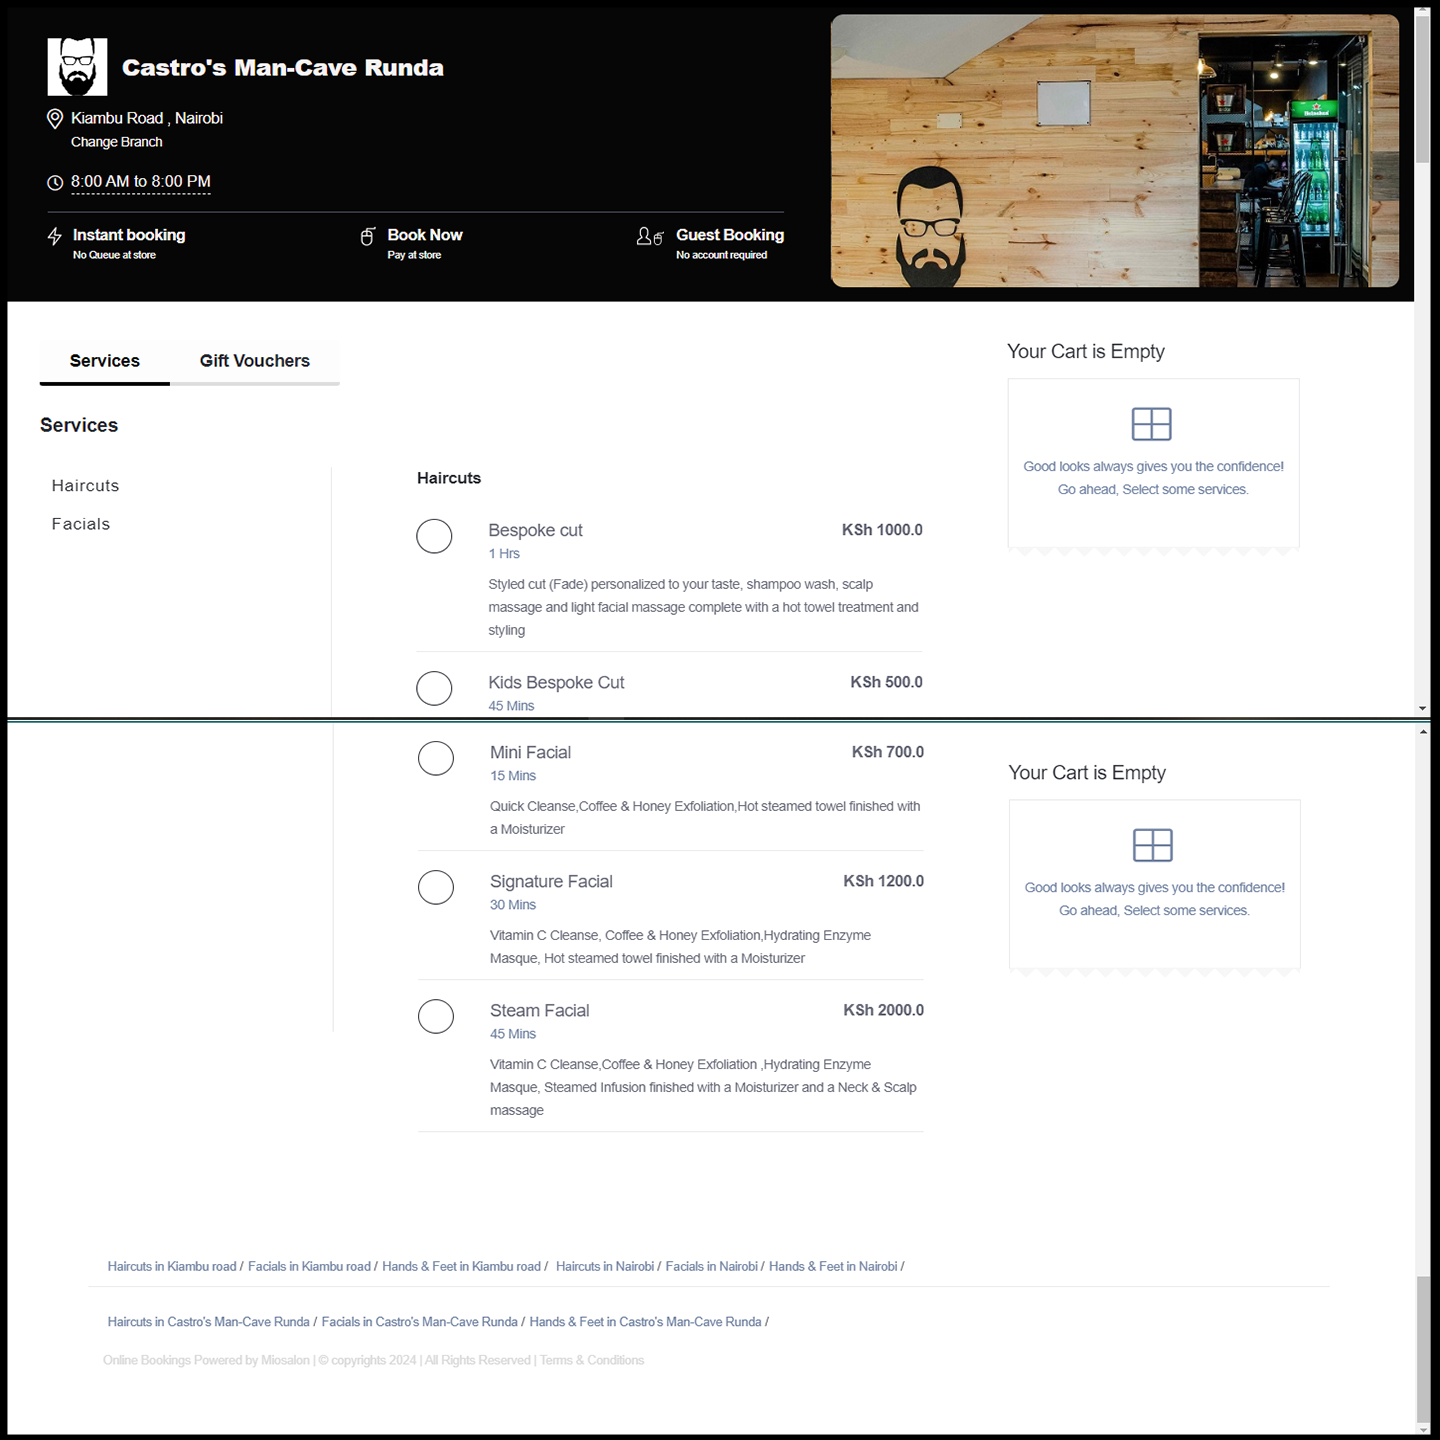 Castro's Man-Cave Runda
Kiambu Road , Nairobi
Change Branch
8:00 AM to 8:00 PM
Instant booking
No Queue at store
Book Now
Pay at store
Guest Booking
No account required
Heineken
Services
Gift Vouchers
Services
Haircuts
Facials
Haircuts
Bespoke cut
KSh 1000.0
1 Hrs
Styled cut (Fade) personalized to your taste, shampoo wash, scalp
massage and light facial massage complete with a hot towel treatment and
styling
Kids Bespoke Cut
KSh 500.0
45 Mins
Your Cart is Empty
Good looks always gives you the confidence!
Go ahead, Select some services.
Mini Facial
KSh 700.0
15 Mins
Quick Cleanse,Coffee & Honey Exfoliation,Hot steamed towel finished with
a Moisturizer
Signature Facial
KSh 1200.0
30 Mins
Vitamin C Cleanse, Coffee & Honey Exfoliation,Hydrating Enzyme
Masque, Hot steamed towel finished with a Moisturizer
Steam Facial
KSh 2000.0
45 Mins
Vitamin C Cleanse,Coffee & Honey Exfoliation ,Hydrating Enzyme
Masque, Steamed Infusion finished with a Moisturizer and a Neck & Scalp
massage
Your Cart is Empty
Good looks always gives you the confidence!
Go ahead, Select some services.
Haircuts in Kiambu road / Facials in Kiambu road / Hands & Feet in Kiambu road / Haircuts in Nairobi / Facials in Nairobi / Hands & Feet in Nairobi /
Haircuts in Castro's Man-Cave Runda / Facials in Castro's Man-Cave Runda / Hands & Feet in Castro's Man-Cave Runda /
Online Bookings Powered by Miosalon | © copyrights 2024 | All Rights Reserved | Terms & Conditions